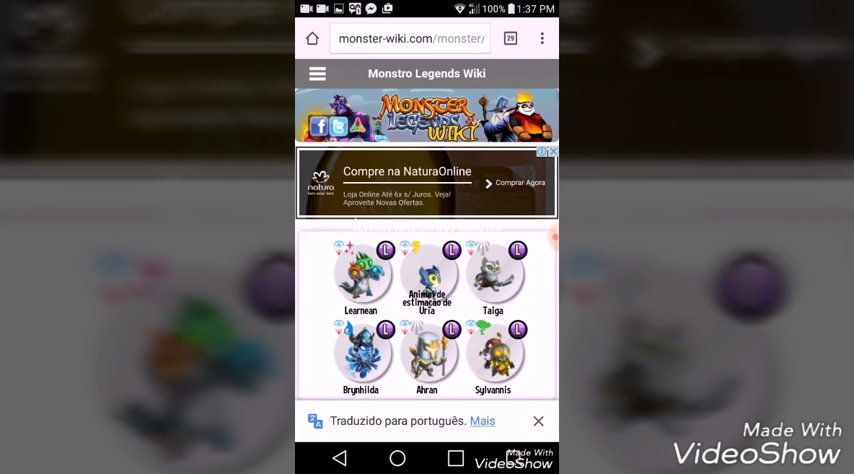 100% 1:37 PM
monster-wiki.com/monster/
29
Monstro Legends Wiki
MONSTER
LEGENDS
WIKI
natura
Compre na NaturaOnline
Loja Online Até 6x s/ Juros. Veja!
Aproveite Novas Ofertas.
Comprar Agora
L L L
Learnean
Animal de
estimação de
Uria
Taiga
L L L
Brynhilda Ahran Sylvannis
Traduzido para português. Mais
Made With
VideoShow
Made With
VideoShow